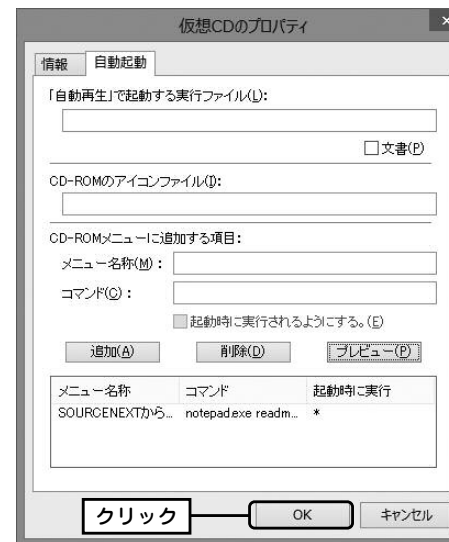 仮想CDのプロパティ
×
情報 自動起動
「自動再生」で起動する実行ファイル(L):
文書(P)
CD-ROMのアイコンファイル(I):
CD-ROMメニューに追加する項目:
メニュー名称(M):
コマンド(C):
起動時に実行されるようにする。(E)
追加(A) 削除(D) プレビュー(P)
メニュー名称 コマンド 起動時に実行
SOURCENEXTから... notepad.exe readm... *
クリック OK キャンセル